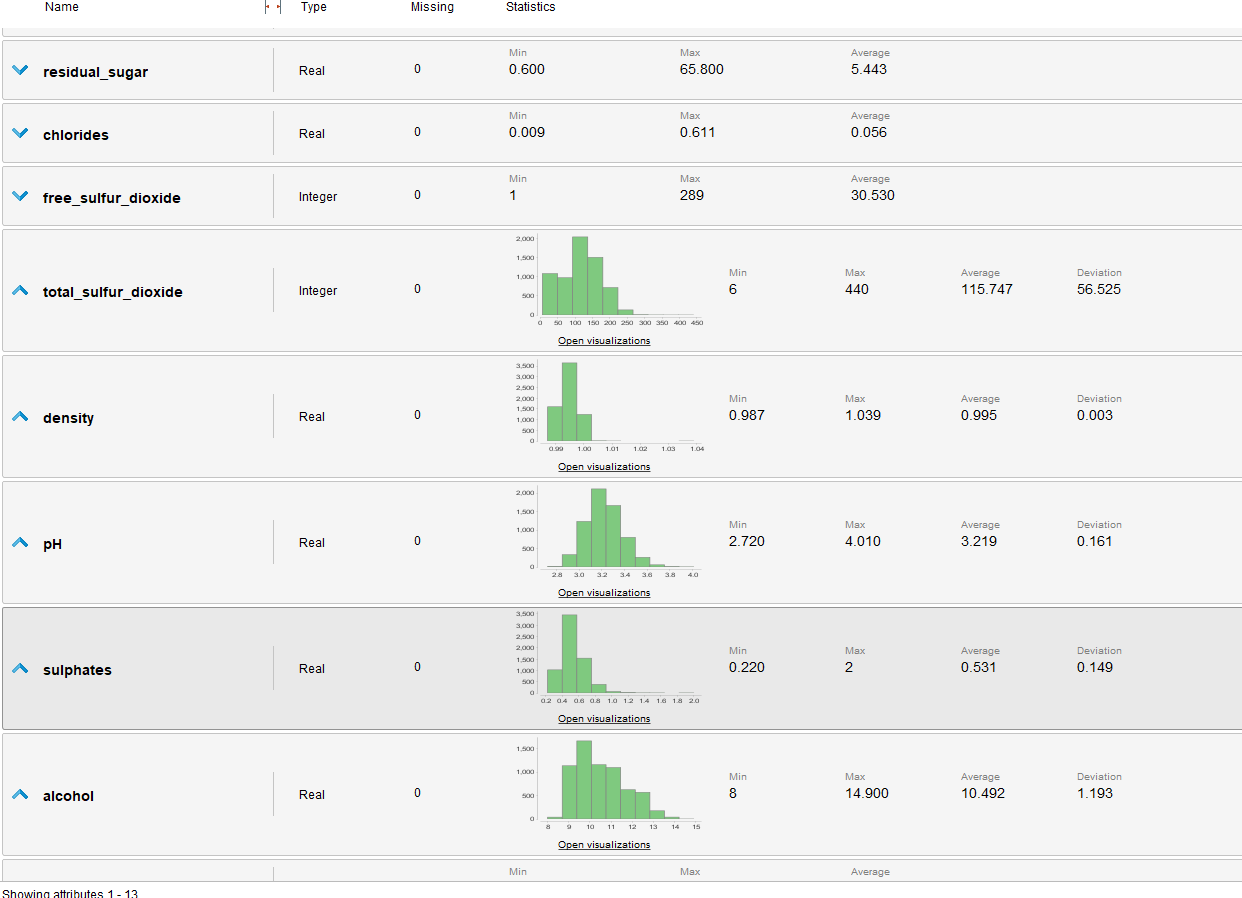 Name Type Missing Statistics
Min Max Average
residual_sugar Real 0 0.600 65.800 5.443
Min Max Average
chlorides Real 0 0.009 0.611 0.056
Min Max Average
free_sulfur_dioxide Integer 0 1 289 30.530
2,000
1,500
1,000
500
0
0 50 100 150 200 250 300 350 400 450
Open visualizations
Min Max Average Deviation
total_sulfur_dioxide Integer 0 6 440 115.747 56.525
3,500
3,000
2,500
2,000
1,500
1,000
500
0
0.99 1.00 1.01 1.02 1.03 1.04
Open visualizations
Min Max Average Deviation
density Real 0 0.987 1.039 0.995 0.003
2,000
1,500
1,000
500
0
2.8 3.0 3.2 3.4 3.6 3.8 4.0
Open visualizations
Min Max Average Deviation
pH Real 0 2.720 4.010 3.219 0.161
3,500
3,000
2,500
2,000
1,500
1,000
500
0
0.2 0.4 0.6 0.8 1.0 1.2 1.4 1.6 1.8 2.0
Open visualizations
Min Max Average Deviation
sulphates Real 0 0.220 2 0.531 0.149
1,500
1,000
500
0
8 9 10 11 12 13 14 15
Open visualizations
Min Max Average Deviation
alcohol Real 0 8 14.900 10.492 1.193
Min Max Average
Showing attributes 1 - 13